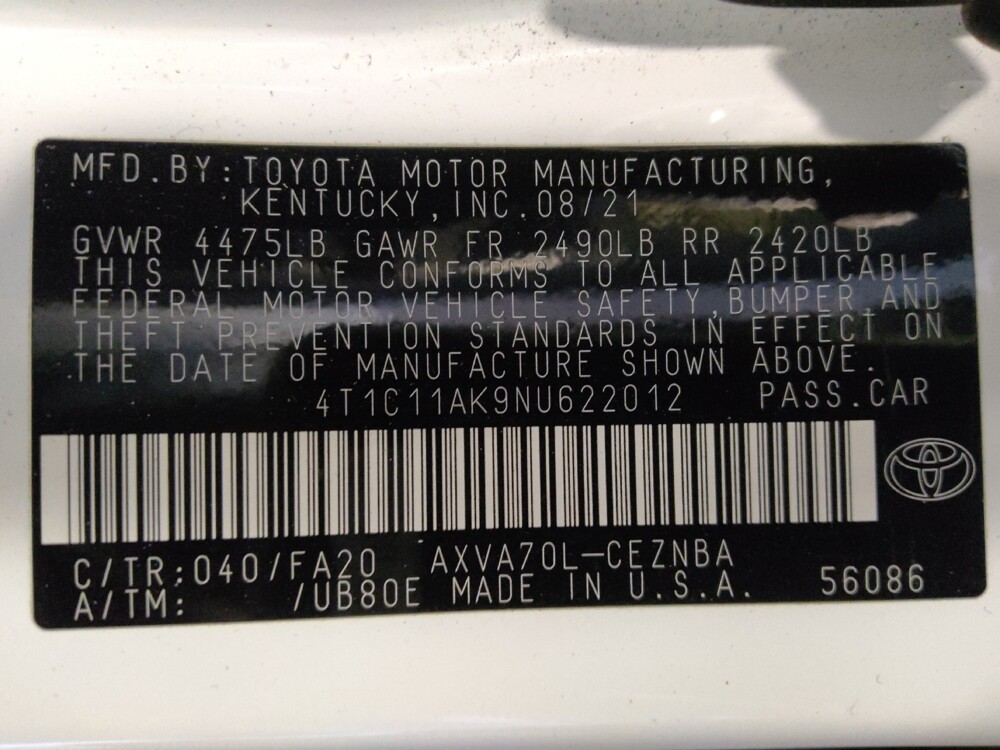 MFD.BY:TOYOTA MOTOR MANUFACTURING,
KENTUCKY,INC.08/21
GVWR 4475LB GAWR FR 2490LB RR 2420LB
THIS VEHICLE CONFORMS TO ALL APPLICABLE
FEDERAL MOTOR VEHICLE SAFETY,BUMPER AND
THEFT PREVENTION STANDARDS IN EFFECT ON
THE DATE OF MANUFACTURE SHOWN ABOVE.
4T1C11AK9NU622012 PASS.CAR
C/TR:040/FA20 AXVA70L-CEZNBA
A/TM: /UB80E MADE IN U.S.A. 56086